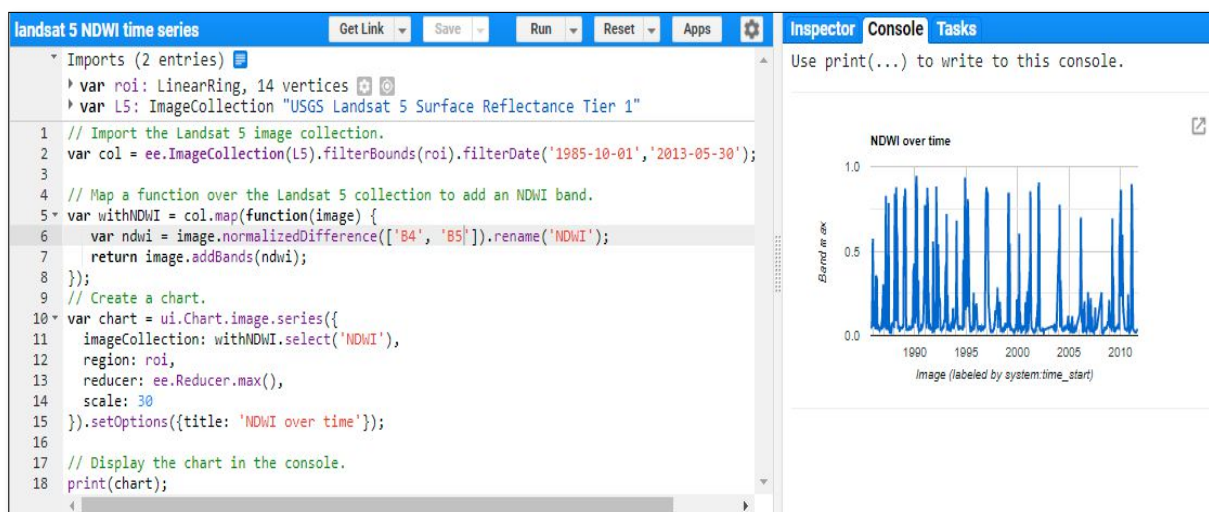 landsat 5 NDWI time series
Get Link
Save
Run
Reset
Apps
Imports (2 entries)
var roi: LinearRing, 14 vertices
var L5: ImageCollection "USGS Landsat 5 Surface Reflectance Tier 1"
1 // Import the Landsat 5 image collection.
2 var col = ee.ImageCollection(L5).filterBounds(roi).filterDate('1985-10-01','2013-05-30');
3
4 // Map a function over the Landsat 5 collection to add an NDWI band.
5 var withNDWI = col.map(function(image) {
6 var ndwi = image.normalizedDifference(['B4', 'B5']).rename('NDWI');
7 return image.addBands(ndwi);
8 });
9 // Create a chart.
10 var chart = ui.Chart.image.series({
11 imageCollection: withNDWI.select('NDWI'),
12 region: roi,
13 reducer: ee.Reducer.max(),
14 scale: 30
15 }).setOptions({title: 'NDWI over time'});
16
17 // Display the chart in the console.
18 print(chart);
Inspector Console Tasks
Use print(...) to write to this console.
NDWI over time
1.0
0.5
0.0
Band max
1990 1995 2000 2005 2010
Image (labeled by system:time_start)